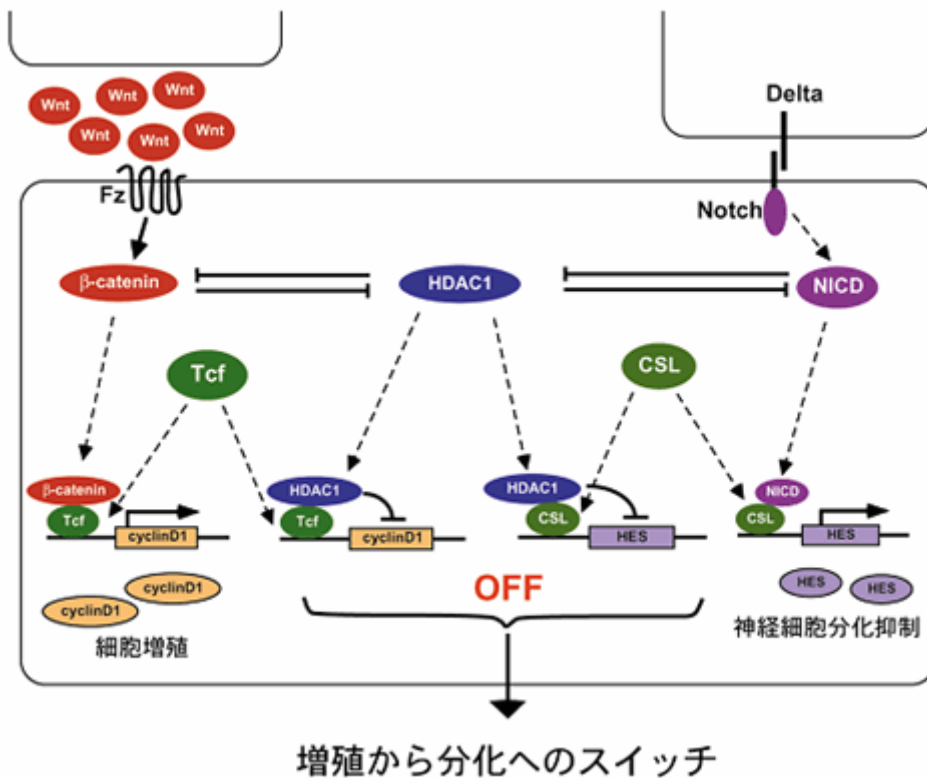 Wnt
Wnt
Wnt
Wnt
Wnt
Wnt
Delta
Fz
Notch
β-catenin
HDAC1
NICD
Tcf
CSL
β-catenin
Tcf
cyclinD1
HDAC1
Tcf
cyclinD1
HDAC1
CSL
HES
NICD
CSL
HES
cyclinD1
cyclinD1
細胞増殖
OFF
HES
HES
神経細胞分化抑制
増殖から分化へのスイッチ